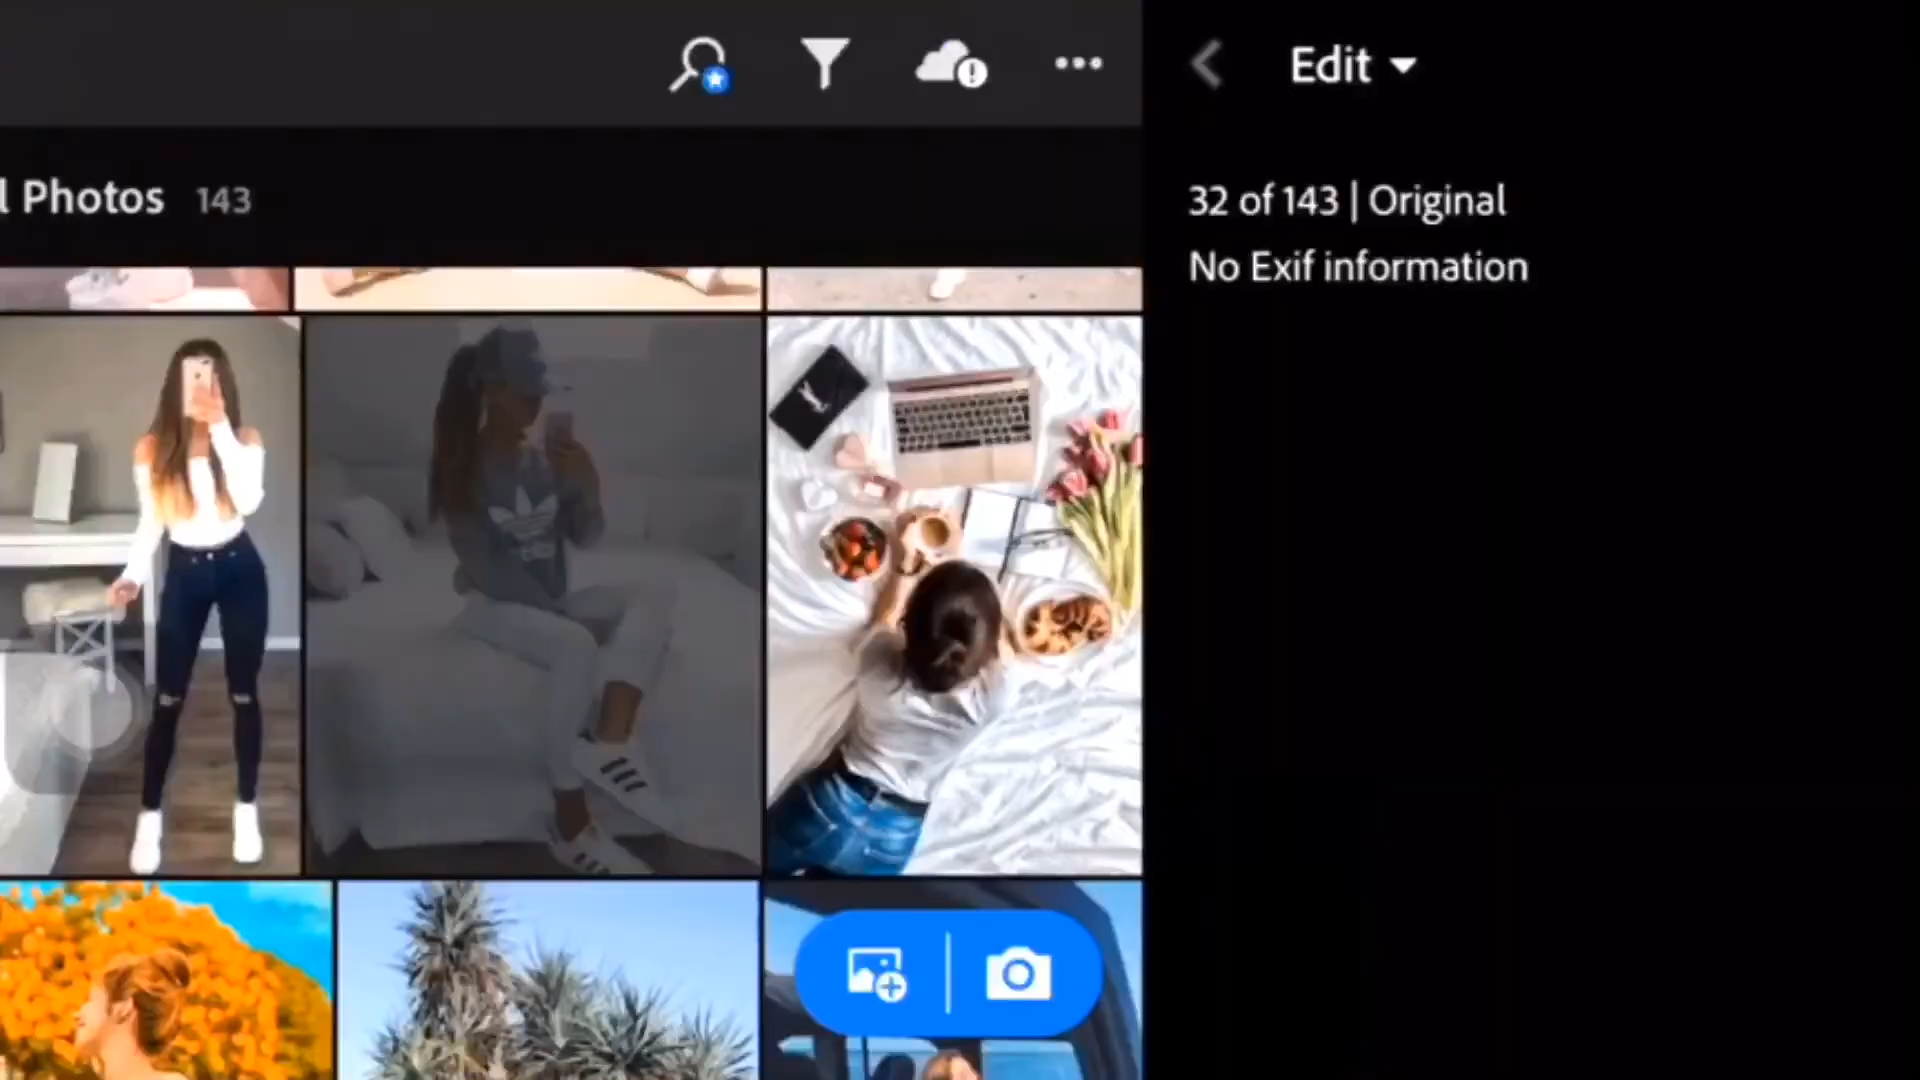 Edit
l Photos 143
32 of 143 | Original
No Exif information